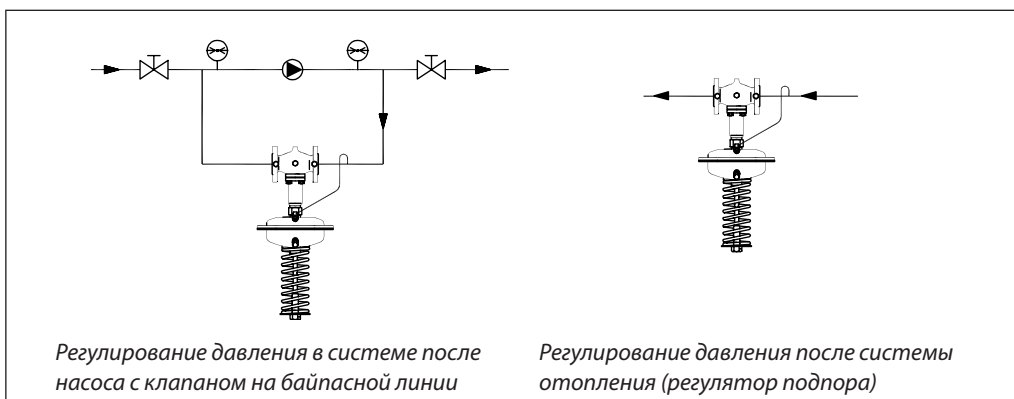 Регулирование давления в системе после
насоса с клапаном на байпасной линии
Регулирование давления после системы
отопления (регулятор подпора)